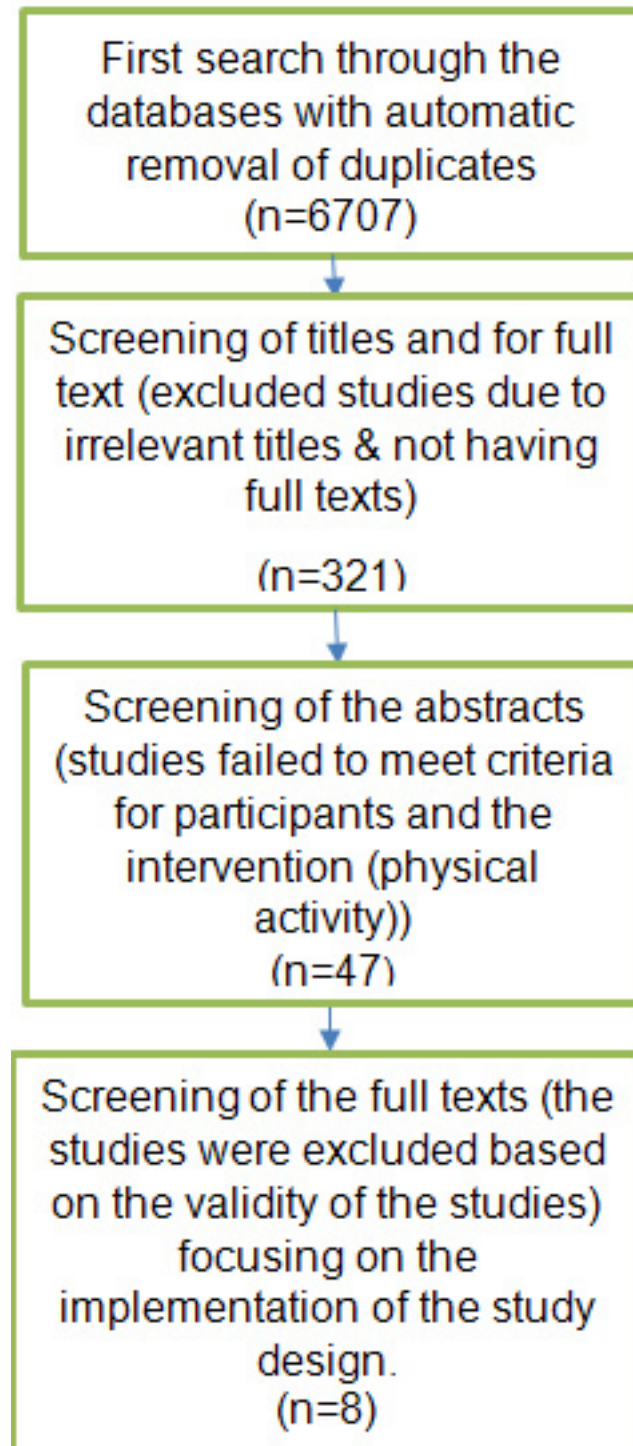 First search through the
databases with automatic
removal of duplicates
(n=6707)
Screening of titles and for full
text (excluded studies due to
irrelevant titles & not having
full texts)
(n=321)
Screening of the abstracts
(studies failed to meet criteria
for participants and the
intervention (physical
activity))
(n=47)
Screening of the full texts (the
studies were excluded based
on the validity of the studies)
focusing on the
implementation of the study
design.
(n=8)